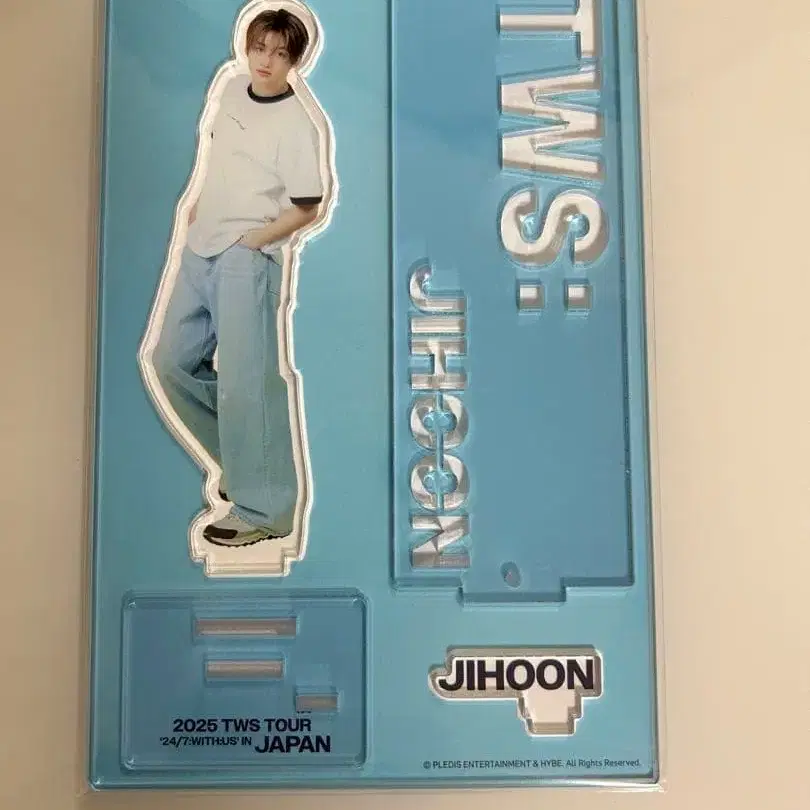 TWS:
JIHOON
2025 TWS TOUR
'24/7:WITH:US' IN JAPAN
JIHOON
© PLEDIS ENTERTAINMENT & HYBE. All Rights Reserved.